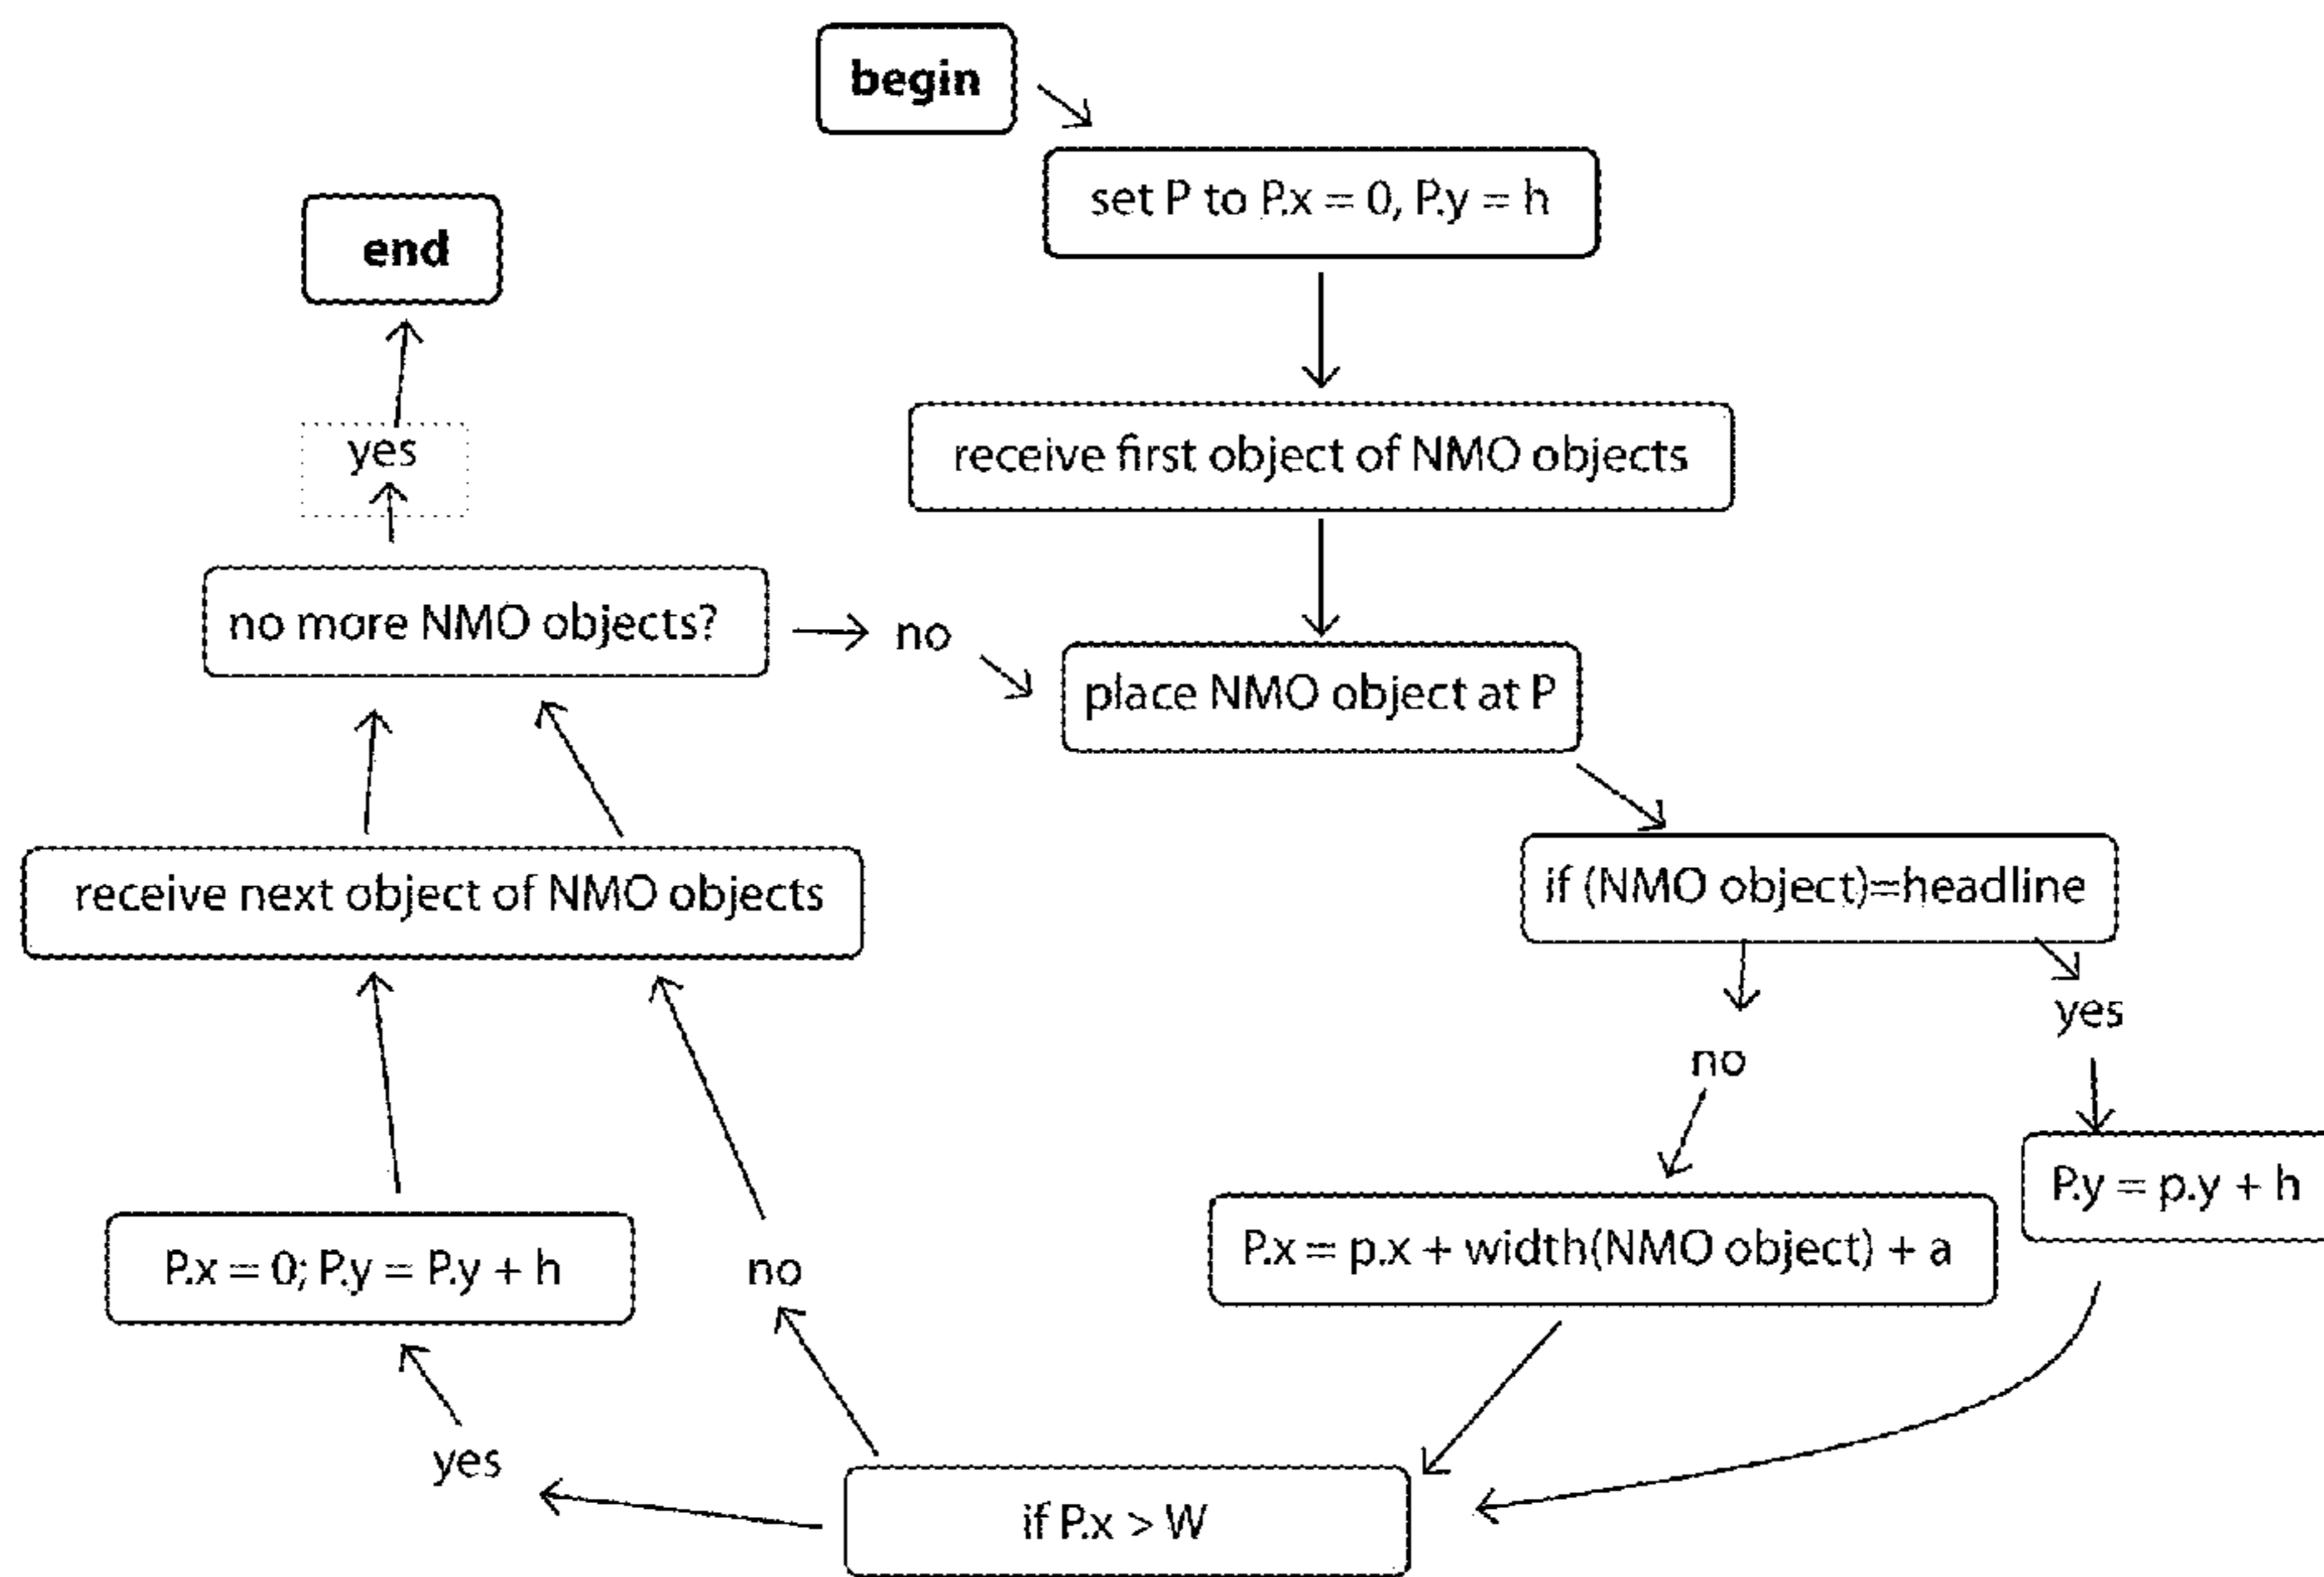 begin
set P to P.x = 0, P.y = h
end
receive first object of NMO objects
yes
no more NMO objects?
no
place NMO object at P
if (NMO object)=headline
receive next object of NMO objects
yes
no
P.y = p.y + h
P.x = p.x + width(NMO object) + a
P.x = 0; P.y = P.y + h
no
yes
if P.x > W